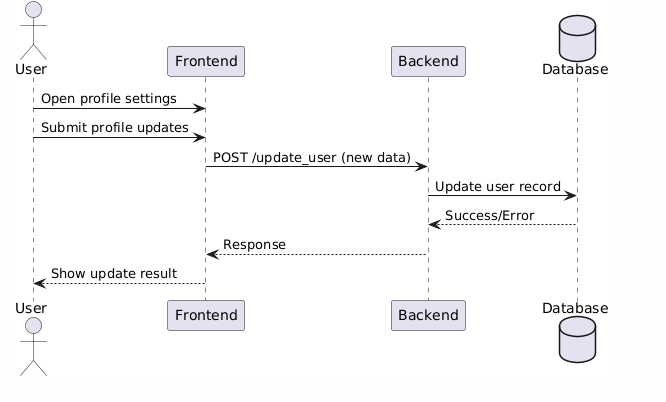 User
Frontend
Backend
Database
Open profile settings
Submit profile updates
POST /update_user (new data)
Update user record
Success/Error
Response
Show update result
User
Frontend
Backend
Database